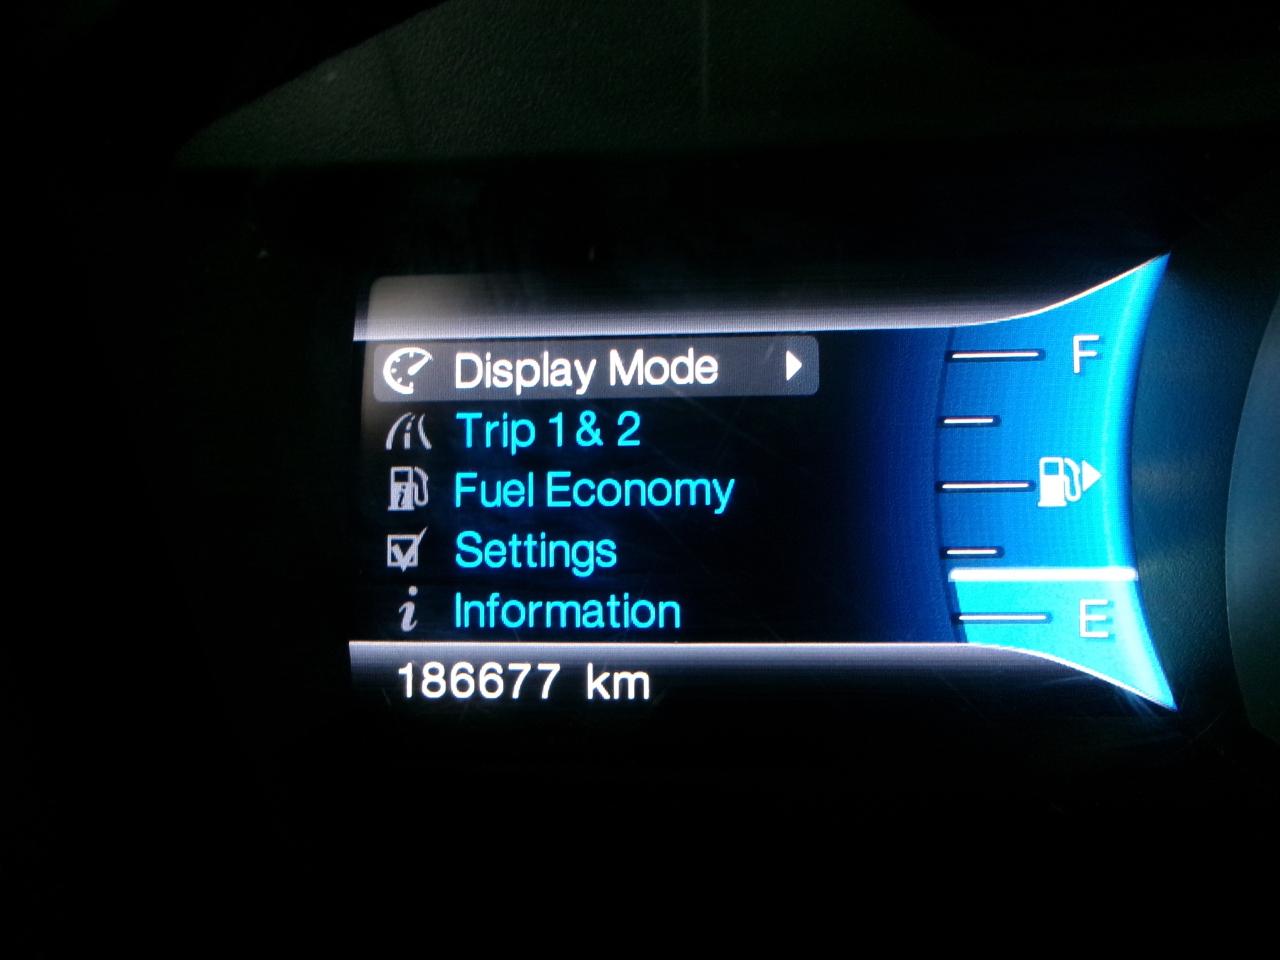 Display Mode
Trip 1 & 2
Fuel Economy
Settings
Information
186677 km
F
E